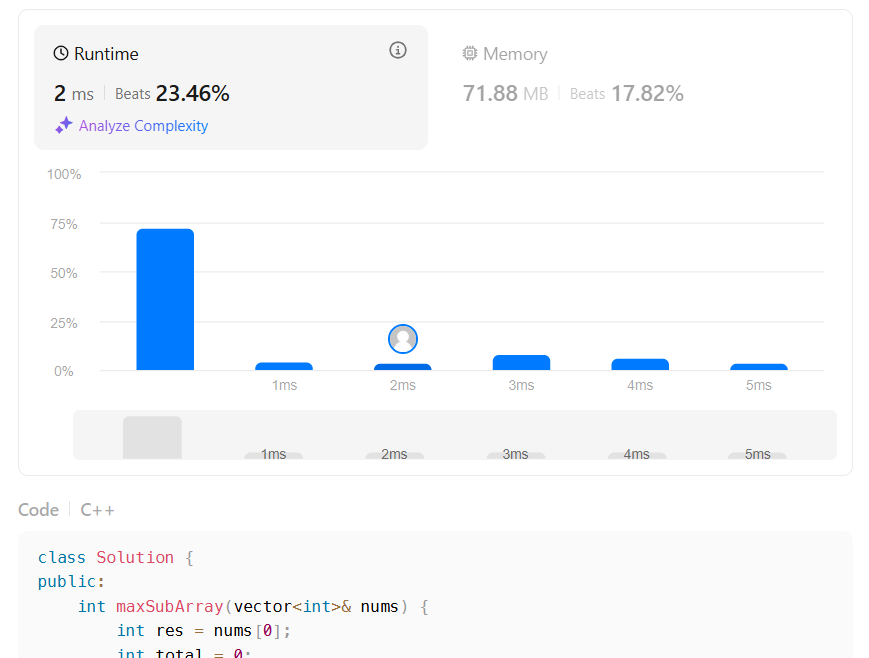 Runtime
2 ms Beats 23.46%
Analyze Complexity
Memory
71.88 MB Beats 17.82%
100%
75%
50%
25%
0%
1ms 2ms 3ms 4ms 5ms
1ms 2ms 3ms 4ms 5ms
Code C++
class Solution {
public:
    int maxSubArray(vector<int>& nums) {
        int res = nums[0];
        int total = 0;